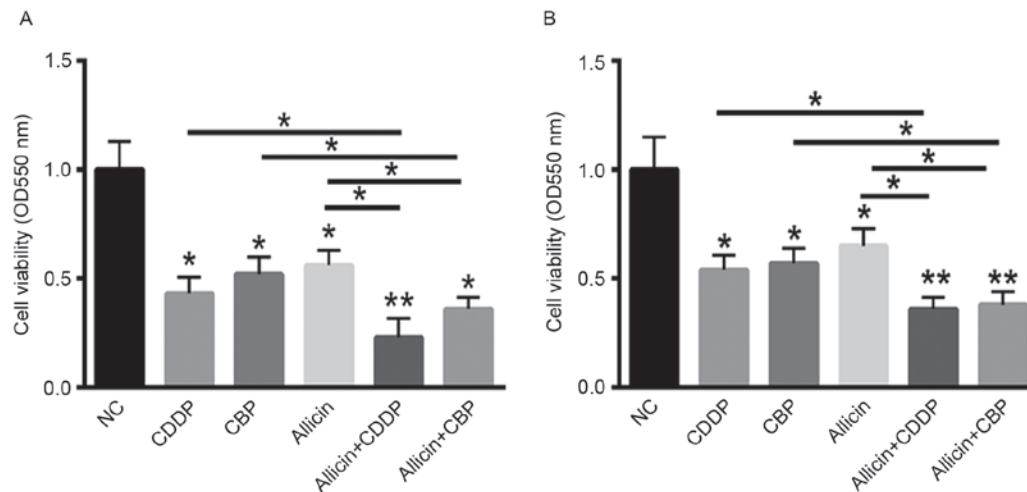 A
Cell viability (OD550 nm)
1.5
1.0
0.5
0.0
*
*
*
*
*
*
*
**
*
NC
CDDP
CBP
Allicin
Allicin+CDDP
Allicin+CBP
B
Cell viability (OD550 nm)
1.5
1.0
0.5
0.0
*
*
*
*
*
*
*
**
**
NC
CDDP
CBP
Allicin
Allicin+CDDP
Allicin+CBP